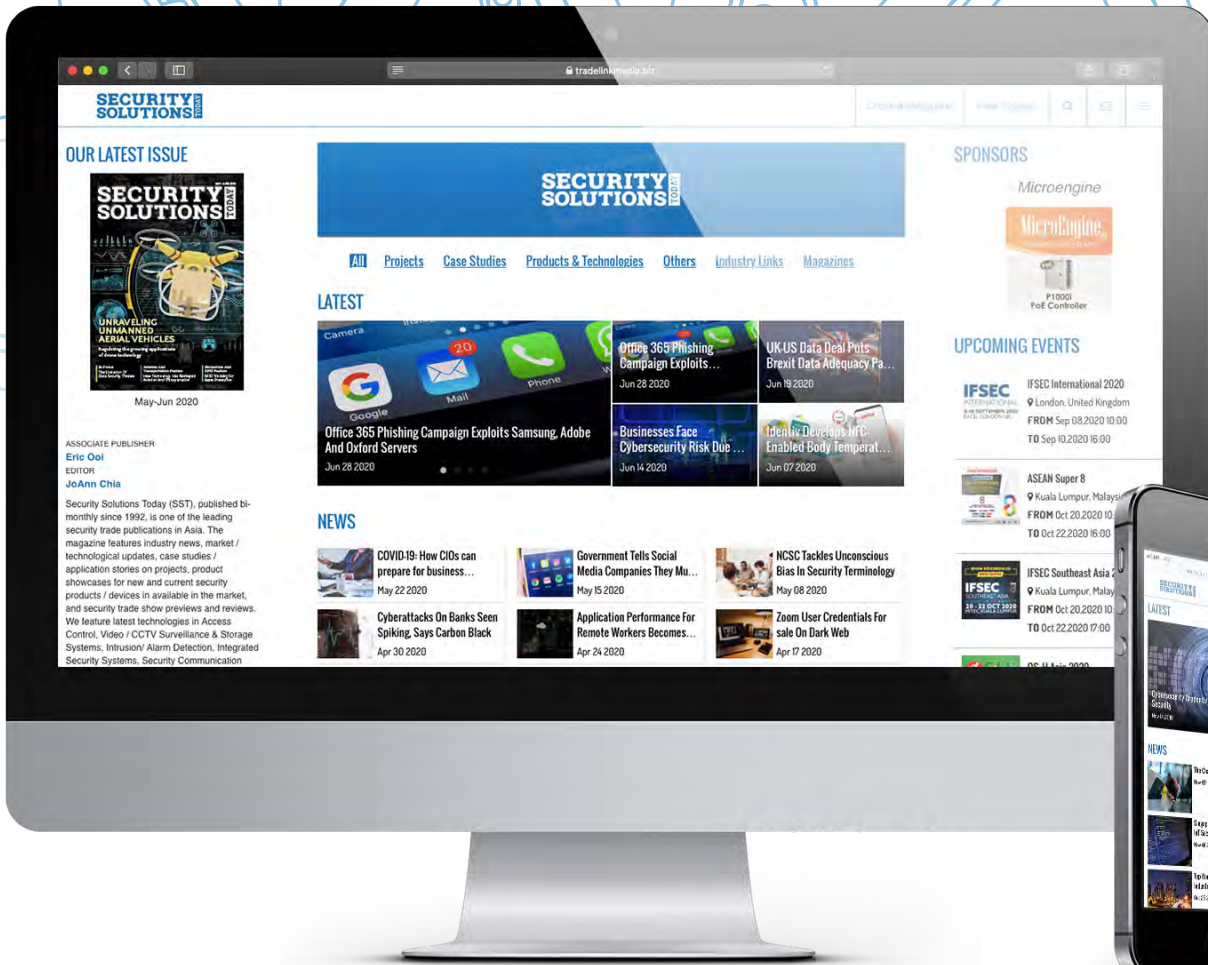 tradelinkmedia.biz
SECURITY
SOLUTIONS
TODAY
OUR LATEST ISSUE
SECURITY
SOLUTIONS
TODAY
UNRAVELING
UNMANNED
AERIAL VEHICLES
May-Jun 2020
ASSOCIATE PUBLISHER
Eric Ooi
EDITOR
JoAnn Chia
Security Solutions Today (SST), published bi-
monthly since 1992, is one of the leading
security trade publications in Asia. The
magazine features industry news, market /
technological updates, case studies /
application stories on projects, product
showcases for new and current security
products / devices in available in the market,
and security trade show previews and reviews.
We feature latest technologies in Access
Control, Video / CCTV Surveillance & Storage
Systems, Intrusion/ Alarm Detection, Integrated
Security Systems, Security Communication
SECURITY
SOLUTIONS
TODAY
All Projects Case Studies Products & Technologies Others Industry Links Magazines
LATEST
Camera
20
Google
Mail
Phone
Office 365 Phishing Campaign Exploits Samsung, Adobe
And Oxford Servers
Jun 28 2020
Office 365 Phishing
Campaign Exploits...
Jun 28 2020
UK-US Data Deal Puts
Brexit Data Adequacy Pa...
Jun 19 2020
Businesses Face
Cybersecurity Risk Due ...
Jun 14 2020
Identiv Develops NFC-
Enabled Body Temperat...
Jun 07 2020
NEWS
COVID-19: How CIOs can
prepare for business...
May 22 2020
Government Tells Social
Media Companies They Mu...
May 15 2020
NCSC Tackles Unconscious
Bias In Security Terminology
May 08 2020
Cyberattacks On Banks Seen
Spiking, Says Carbon Black
Apr 30 2020
Application Performance For
Remote Workers Becomes...
Apr 24 2020
Zoom User Credentials For
sale On Dark Web
Apr 17 2020
SPONSORS
Microengine
MicroEngine
P1000i
PoE Controller
UPCOMING EVENTS
IFSEC
INTERNATIONAL
IFSEC International 2020
London, United Kingdom
FROM Sep 08,2020 10:00
TO Sep 10,2020 16:00
ASEAN Super 8
Kuala Lumpur, Malaysi
FROM Oct 20,2020 10:
TO Oct 22,2020 16:00
IFSEC
SOUTHEAST ASIA
20 - 22 OCT 2020
IFSEC Southeast Asia 2
Kuala Lumpur, Malay
FROM Oct 20,2020 10:
TO Oct 22,2020 17:00
SECURITY
SOLUTIONS
LATEST
Security
NEWS